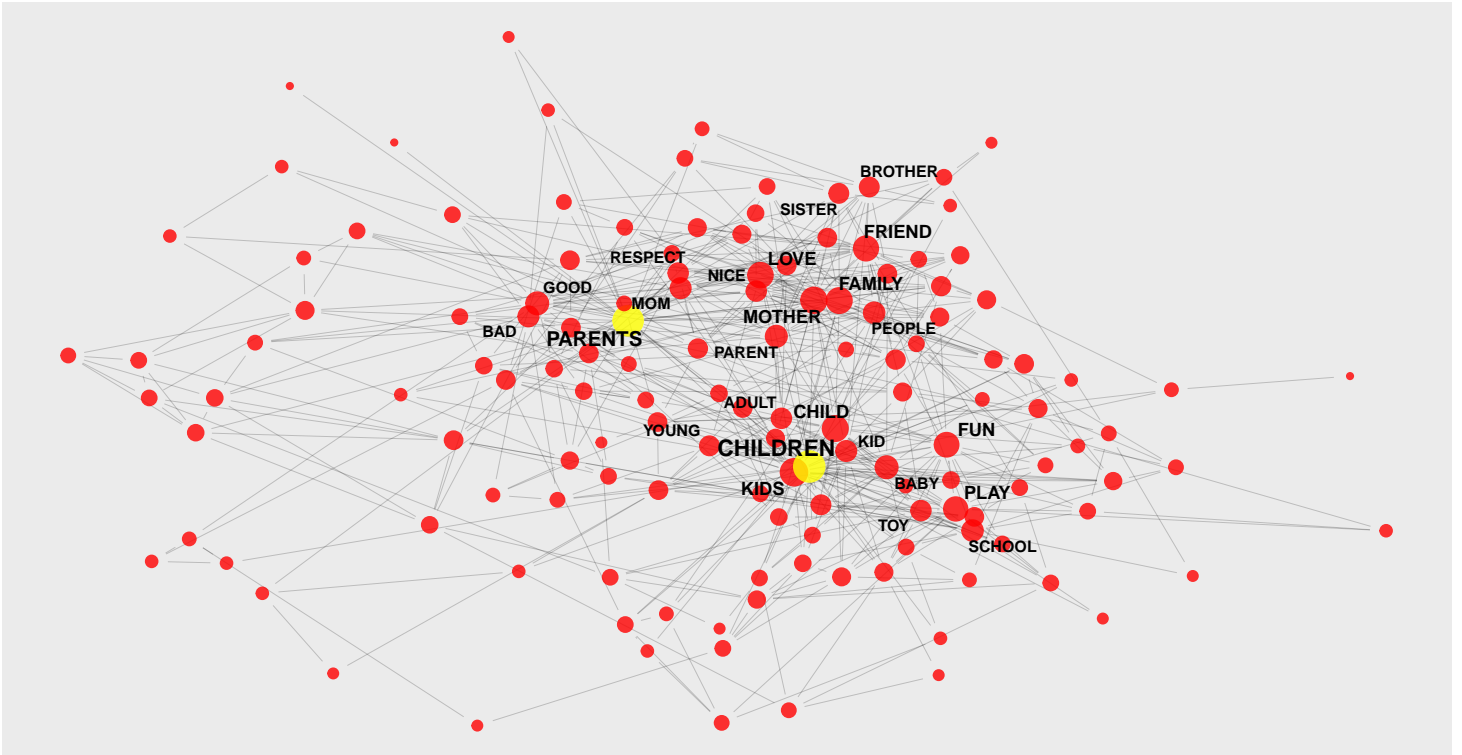 BROTHER
SISTER
FRIEND
RESPECT
LOVE
NICE
GOOD
FAMILY
MOM
MOTHER
BAD
PEOPLE
PARENTS
PARENT
ADULT
CHILD
YOUNG
FUN
KID
CHILDREN
BABY
KIDS
PLAY
TOY
SCHOOL